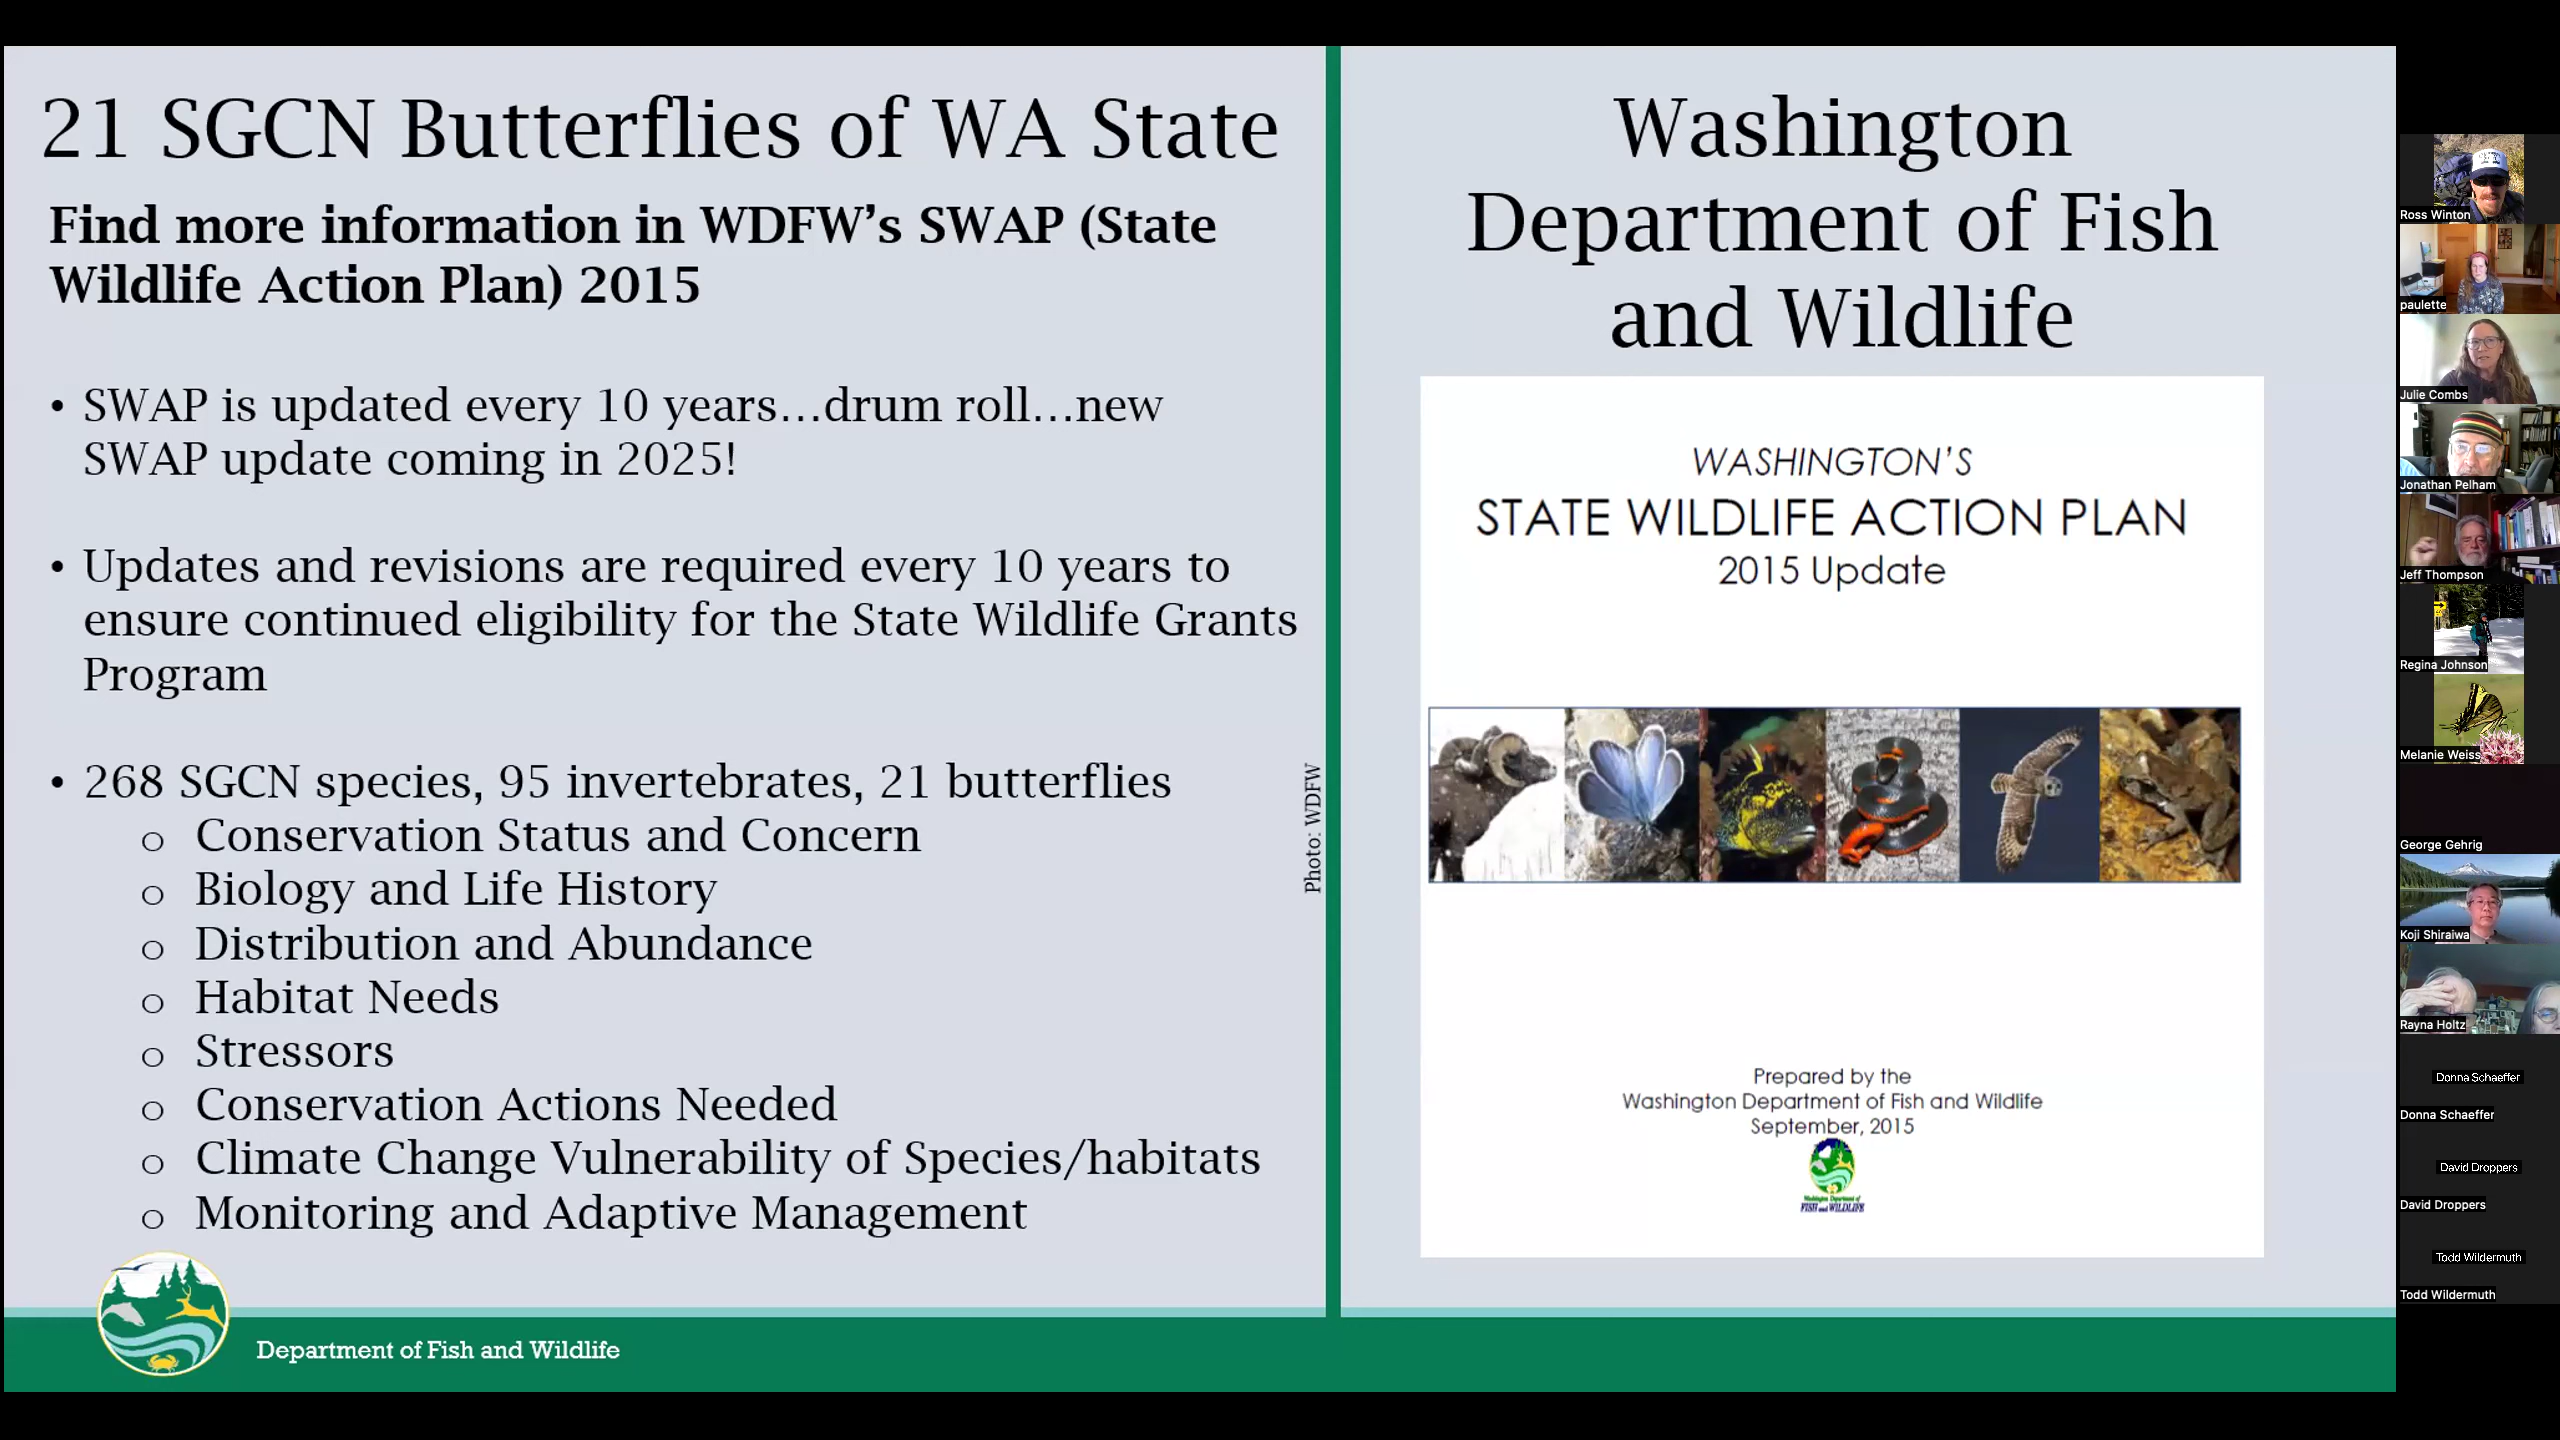 21 SGCN Butterflies of WA State
Find more information in WDFW’s SWAP (State
Wildlife Action Plan) 2015
• SWAP is updated every 10 years…drum roll…new
SWAP update coming in 2025!
• Updates and revisions are required every 10 years to
ensure continued eligibility for the State Wildlife Grants
Program
• 268 SGCN species, 95 invertebrates, 21 butterflies
o Conservation Status and Concern
o Biology and Life History
o Distribution and Abundance
o Habitat Needs
o Stressors
o Conservation Actions Needed
o Climate Change Vulnerability of Species/habitats
o Monitoring and Adaptive Management
Photo: WDFW
Department of Fish and Wildlife
Washington
Department of Fish
and Wildlife
WASHINGTON’S
STATE WILDLIFE ACTION PLAN
2015 Update
Prepared by the
Washington Department of Fish and Wildlife
September, 2015
Washington Department of
FISH and WILDLIFE
Ross Winton
paulette
Julie Combs
Jonathan Pelham
Jeff Thompson
Regina Johnson
Melanie Weiss
George Gehrig
Koji Shiraiwa
Rayna Holtz
Donna Schaeffer
Donna Schaeffer
David Droppers
David Droppers
Todd Wildermuth
Todd Wildermuth